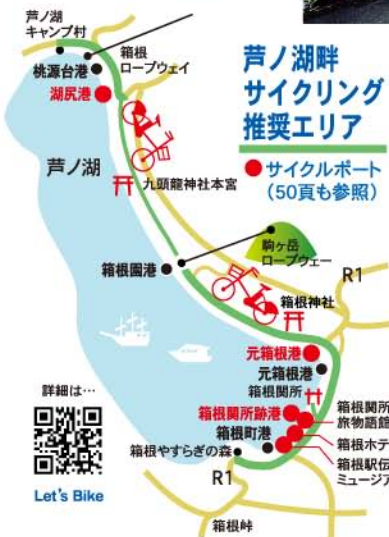 芦ノ湖
キャンプ村
桃源台港
箱根
ロープウェイ
湖尻港
芦ノ湖畔
サイクリング
推奨エリア
サイクルポート
(50頁も参照)
芦ノ湖
九頭龍神社本宮
駒ヶ岳
ロープウェー
箱根園港
R1
箱根神社
元箱根港
元箱根港
箱根関所
箱根関所跡港
箱根関所
旅物語館
箱根町港
箱根ホテ
箱根駅伝
ミュージア
箱根やすらぎの森
R1
箱根峠
詳細は…
Let's Bike